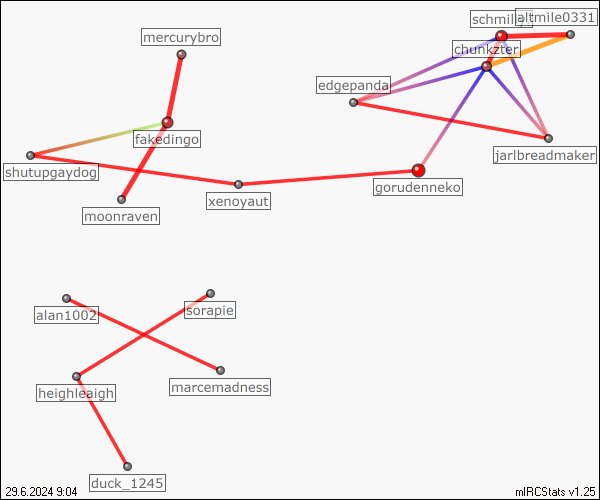 schmilly
altmile0331
mercurybro
chunkzter
edgepanda
fakedingo
jarlbreadmaker
shutupgaydog
gorudenneko
xenoyaut
moonraven
sorapie
alan1002
marcemadness
heighleaigh
duck_1245
29.6.2024 9:04
mIRCStats v1.25